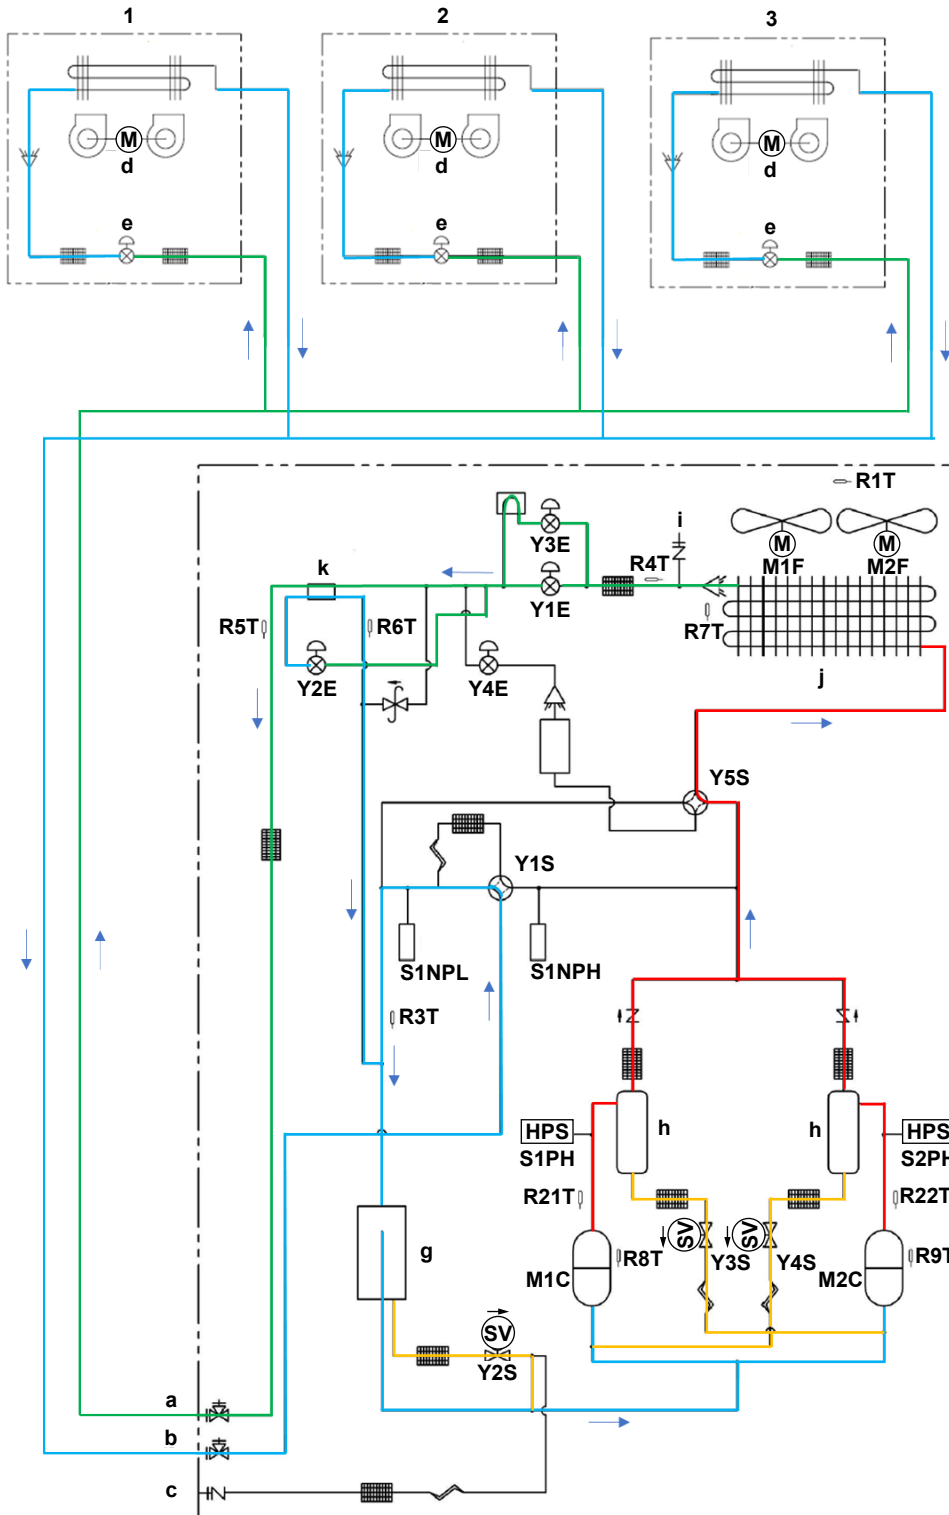 1 2 3
M M M
d d d
e e e
R1T
i
M M
Y3E R4T M1F M2F
k
Y1E
R5T R6T R7T
j
Y2E Y4E
Y5S
Y1S
S1NPL S1NPH
R3T
HPS h h HPS
S1PH S2PH
R21T R22T
SV SV
g R8T R9T
M1C Y3S Y4S M2C
SV
Y2S
a
b
c